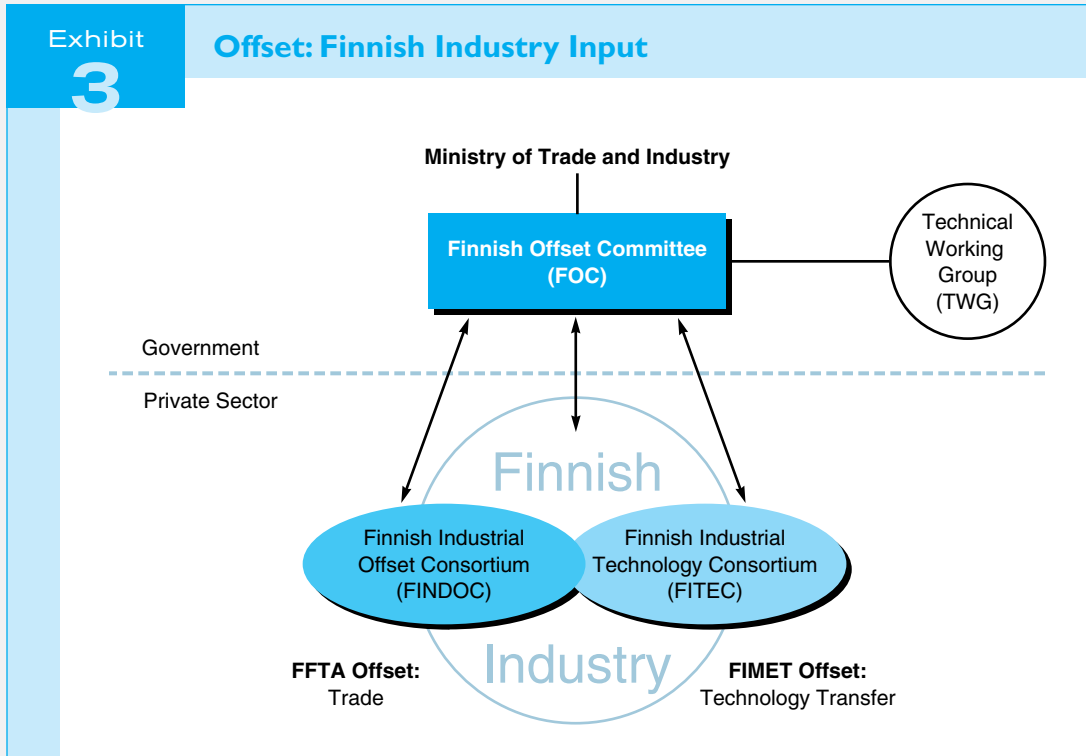 Exhibit
3
Offset: Finnish Industry Input
Ministry of Trade and Industry
Finnish Offset Committee
(FOC)
Technical
Working
Group
(TWG)
Government
Private Sector
Finnish
Finnish Industrial
Offset Consortium
(FINDOC)
Finnish Industrial
Technology Consortium
(FITEC)
Industry
FFTA Offset:
Trade
FIMET Offset:
Technology Transfer